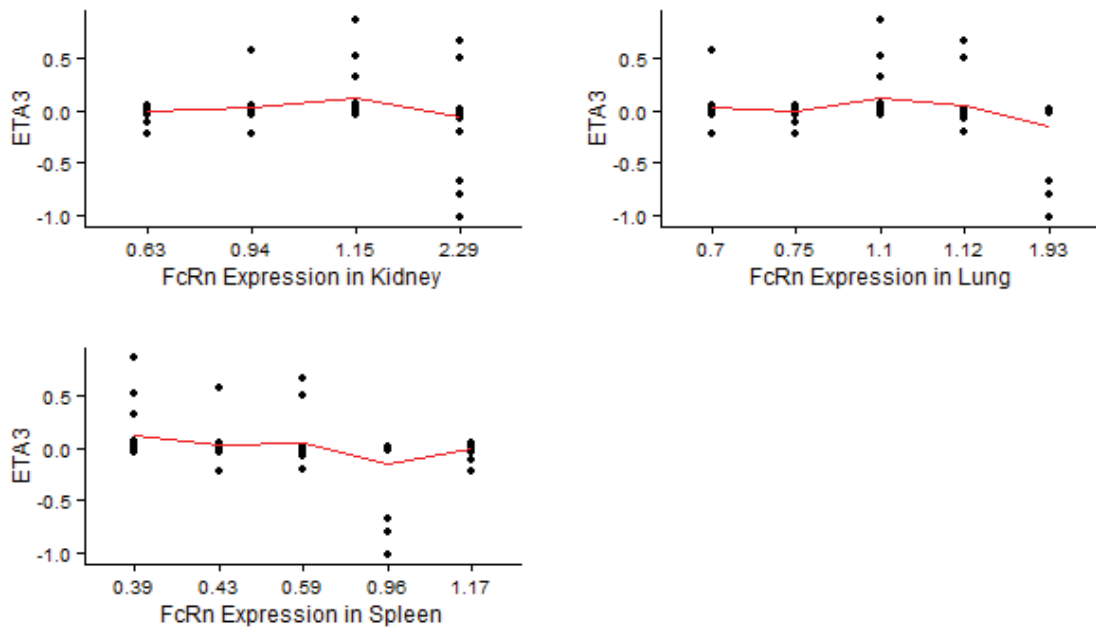 ETA3
0.5
0.0
-0.5
-1.0
0.63 0.94 1.15 2.29
FcRn Expression in Kidney
ETA3
0.5
0.0
-0.5
-1.0
0.7 0.75 1.1 1.12 1.93
FcRn Expression in Lung
ETA3
0.5
0.0
-0.5
-1.0
0.39 0.43 0.59 0.96 1.17
FcRn Expression in Spleen